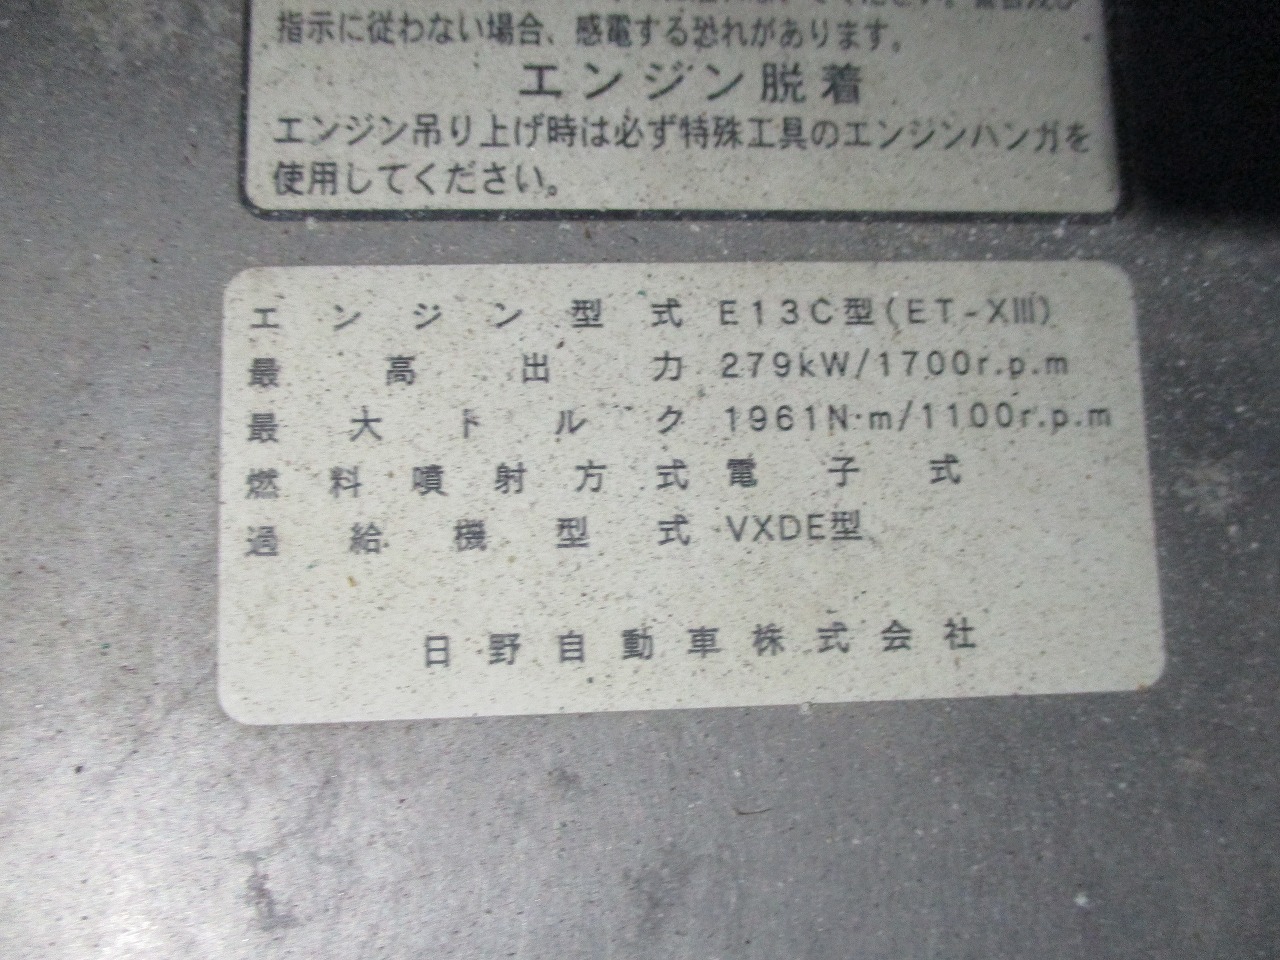 指示に従わない場合、感電する恐れがあります。
エンジン脱着
エンジン吊り上げ時は必ず特殊工具のエンジンハンガを
使用してください。
エンジン型式 E13C型(ET-XIII)
最高出力 279kW/1700r.p.m
最大トルク 1961N·m/1100r.p.m
燃料噴射方式 電子式
過給機型式 VXDE型
日野自動車株式会社